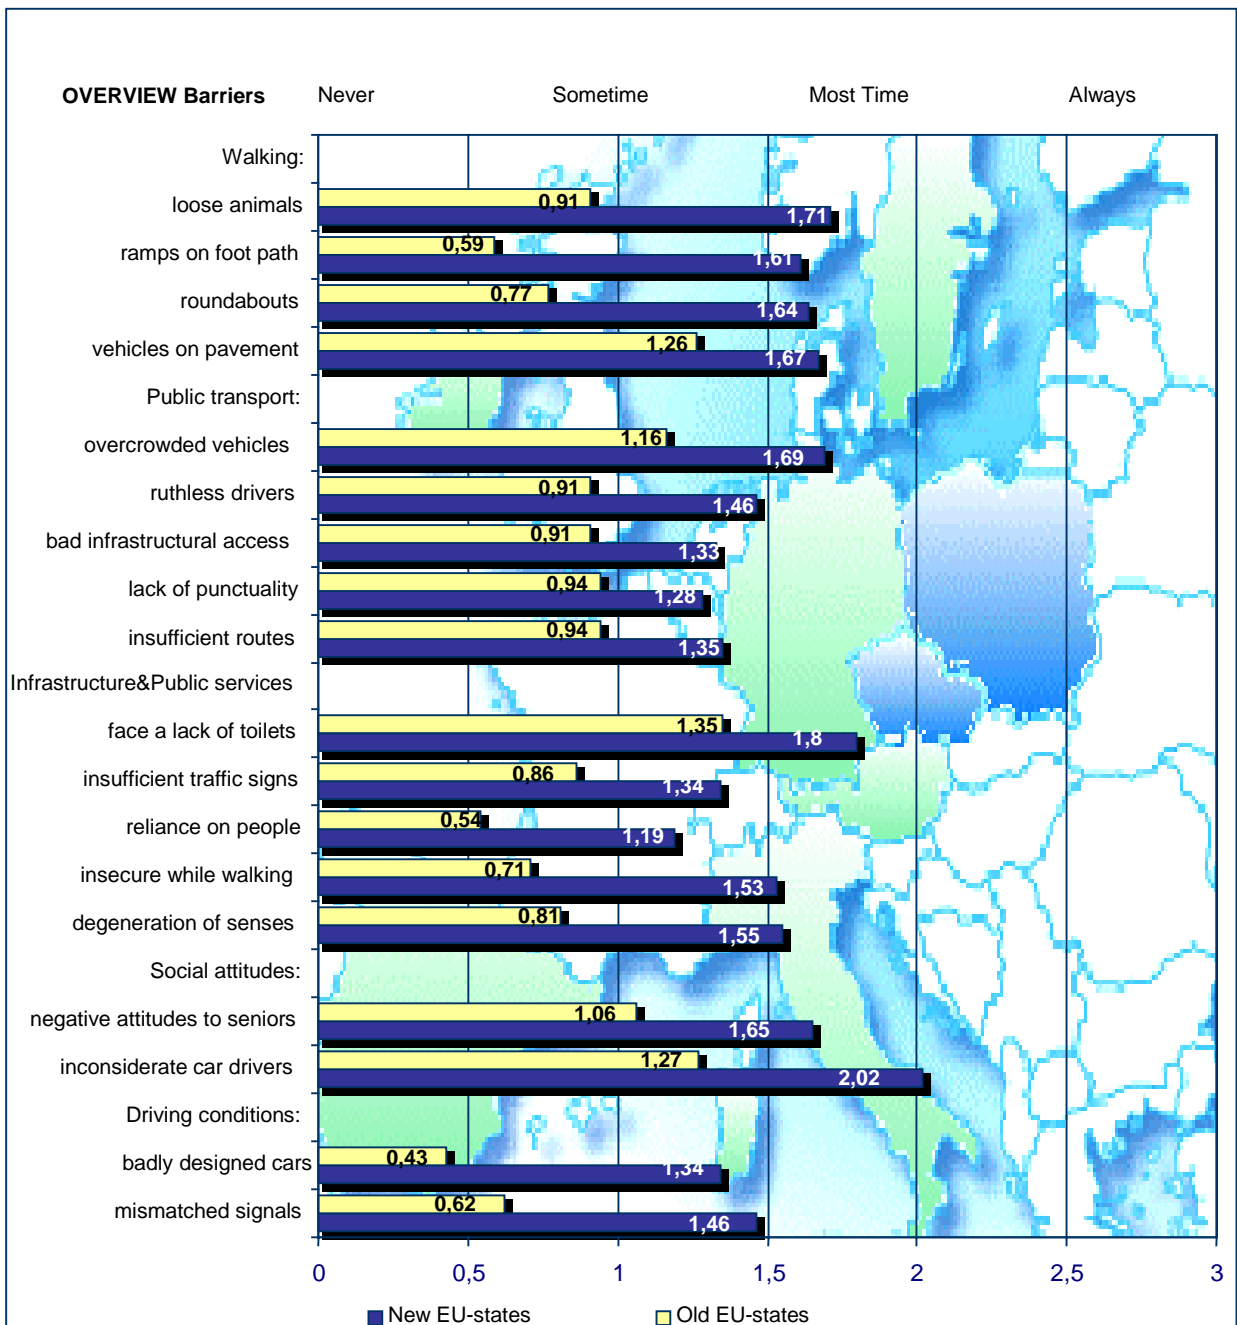 OVERVIEW Barriers Never Sometime Most Time Always
Walking:
loose animals 0,91 1,71
ramps on foot path 0,59 1,61
roundabouts 0,77 1,64
vehicles on pavement 1,26 1,67
Public transport:
overcrowded vehicles 1,16 1,69
ruthless drivers 0,91 1,46
bad infrastructural access 0,91 1,33
lack of punctuality 0,94 1,28
insufficient routes 0,94 1,35
Infrastructure&Public services
face a lack of toilets 1,35 1,8
insufficient traffic signs 0,86 1,34
reliance on people 0,54 1,19
insecure while walking 0,71 1,53
degeneration of senses 0,81 1,55
Social attitudes:
negative attitudes to seniors 1,06 1,65
inconsiderate car drivers 1,27 2,02
Driving conditions:
badly designed cars 0,43 1,34
mismatched signals 0,62 1,46
0 0,5 1 1,5 2 2,5 3
New EU-states Old EU-states